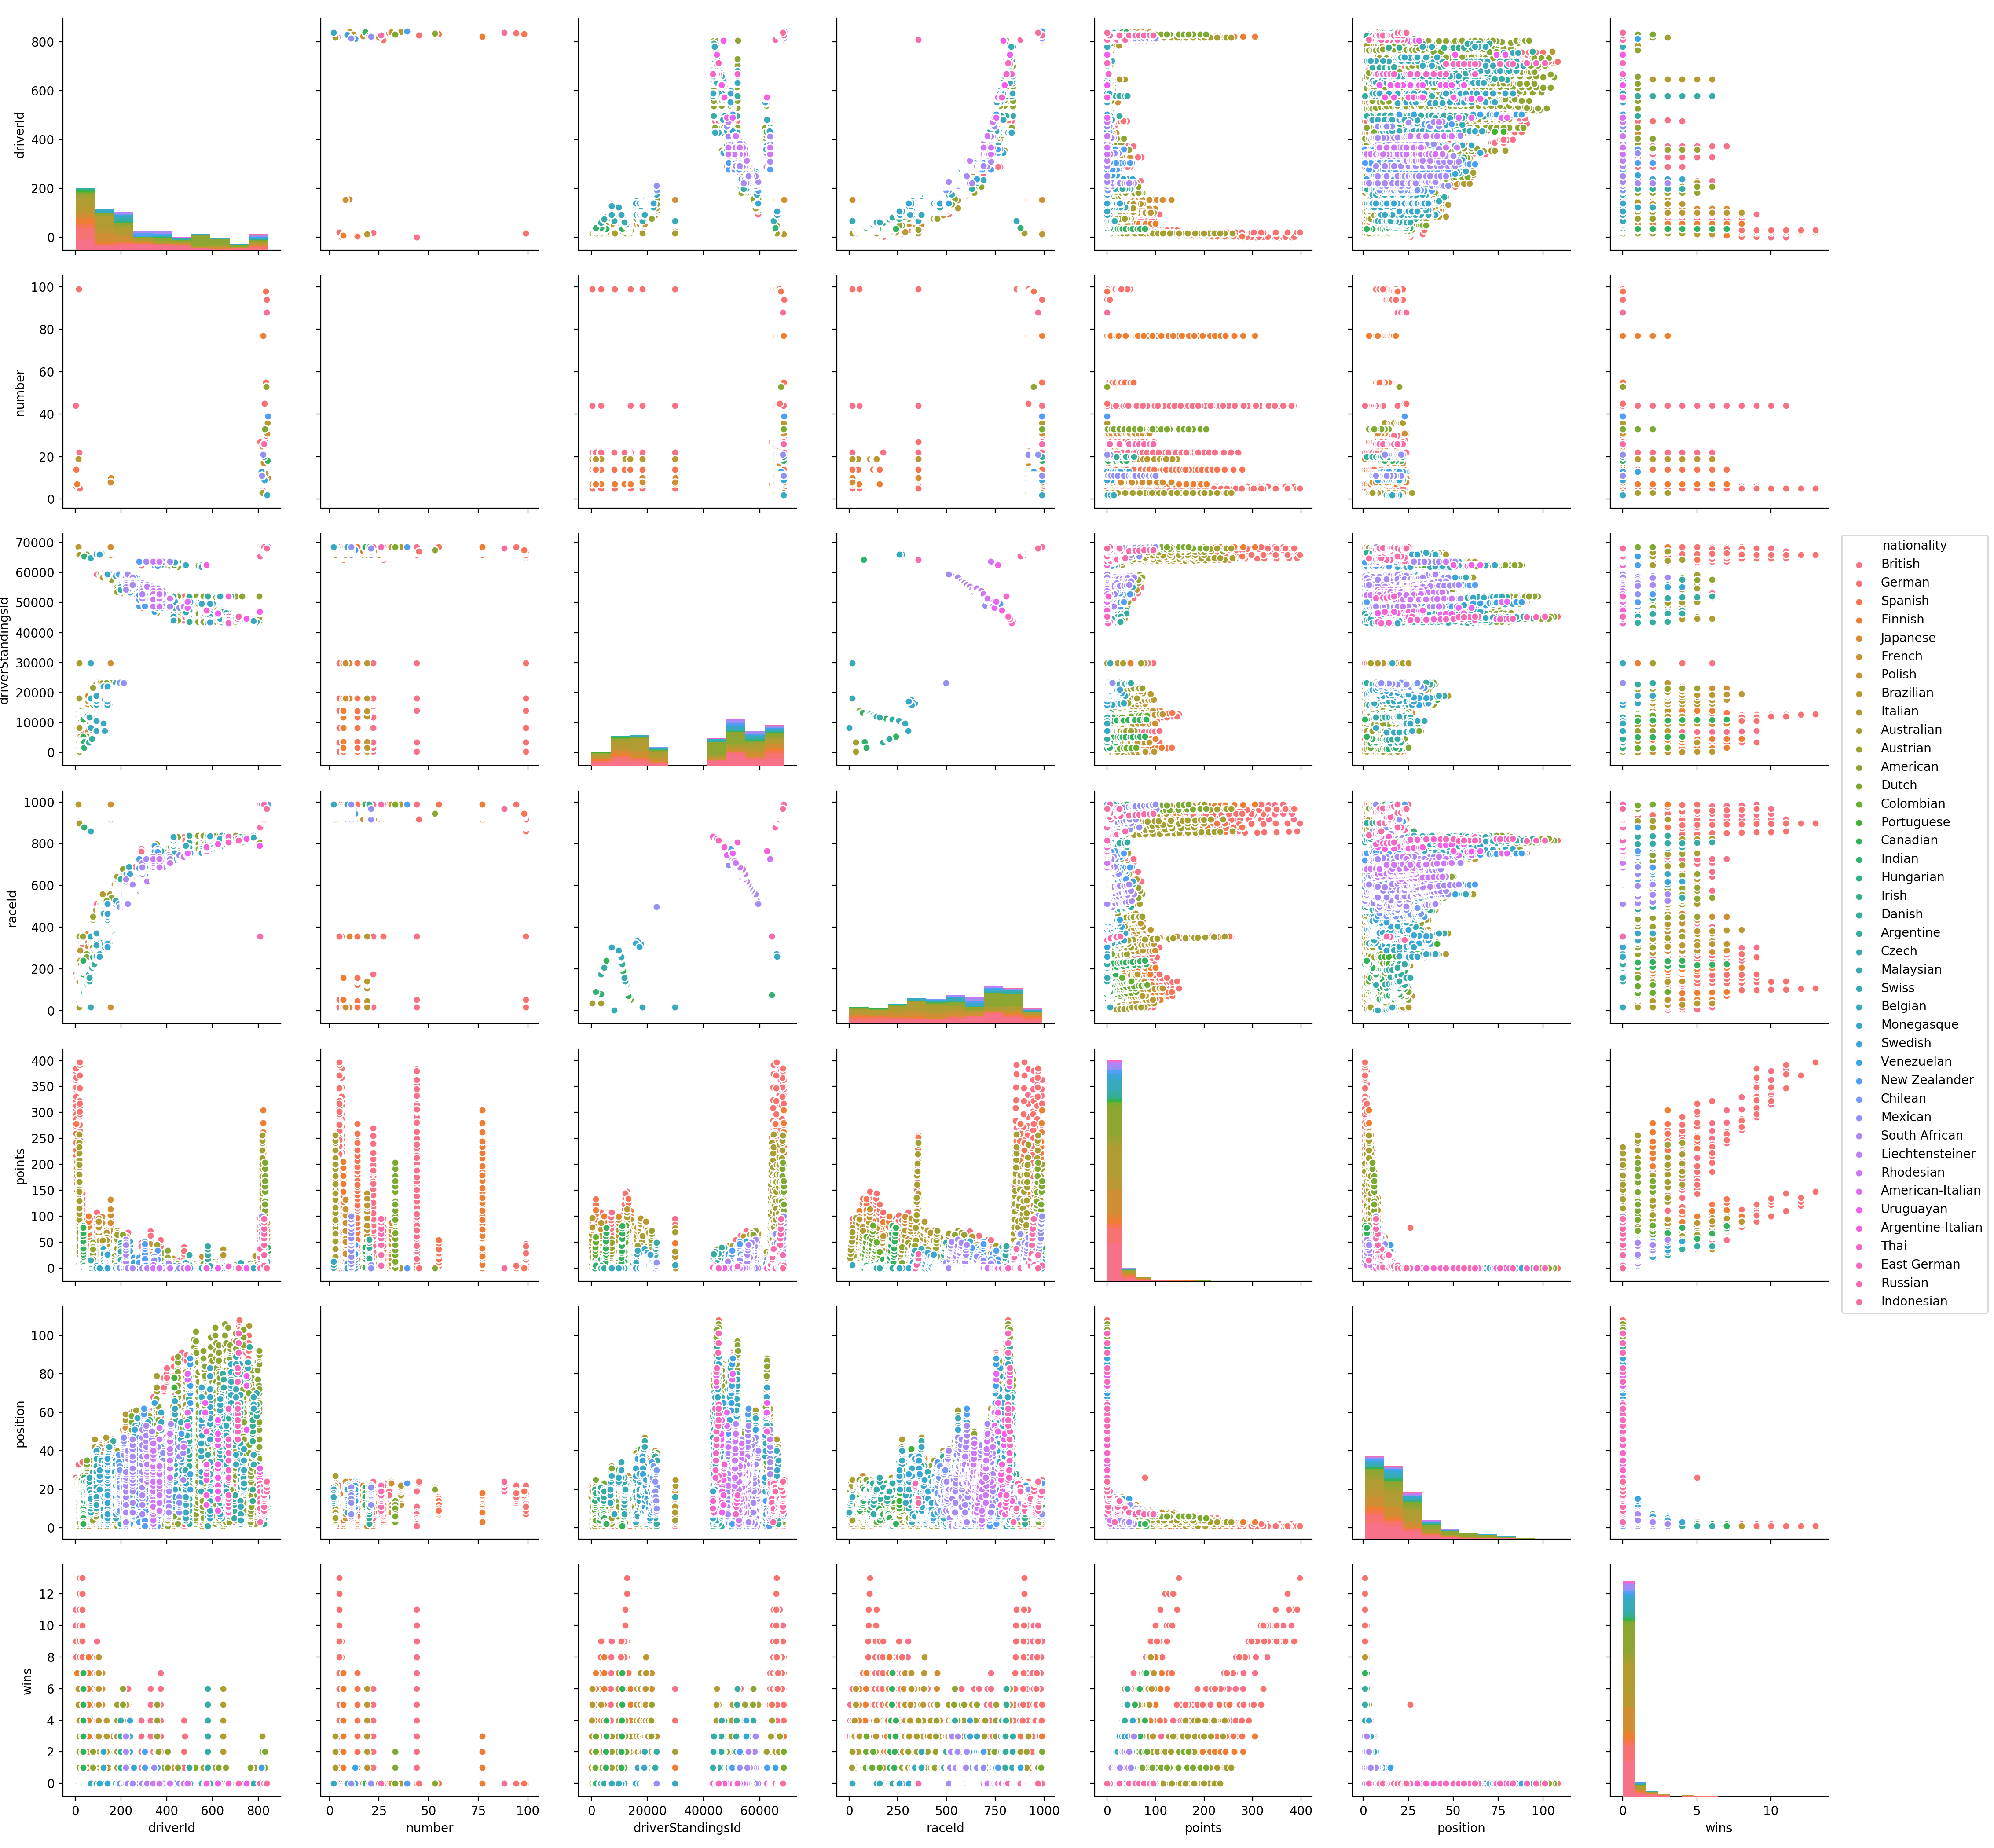 800
600
400
200
0
driverId
100
80
60
40
20
0
number
70000
60000
50000
40000
30000
20000
10000
0
driverStandingsId
1000
800
600
400
200
0
raceId
400
350
300
250
200
150
100
50
0
points
100
80
60
40
20
0
position
12
10
8
6
4
2
0
wins
0 200 400 600 800
driverId
0 25 50 75 100
number
0 20000 40000 60000
driverStandingsId
0 250 500 750 1000
raceId
0 100 200 300 400
points
0 25 50 75 100
position
0 5 10
wins
nationality
British
German
Spanish
Finnish
Japanese
French
Polish
Brazilian
Italian
Australian
Austrian
American
Dutch
Colombian
Portuguese
Canadian
Indian
Hungarian
Irish
Danish
Argentine
Czech
Malaysian
Swiss
Belgian
Monegasque
Swedish
Venezuelan
New Zealander
Chilean
Mexican
South African
Liechtensteiner
Rhodesian
American-Italian
Uruguayan
Argentine-Italian
Thai
East German
Russian
Indonesian